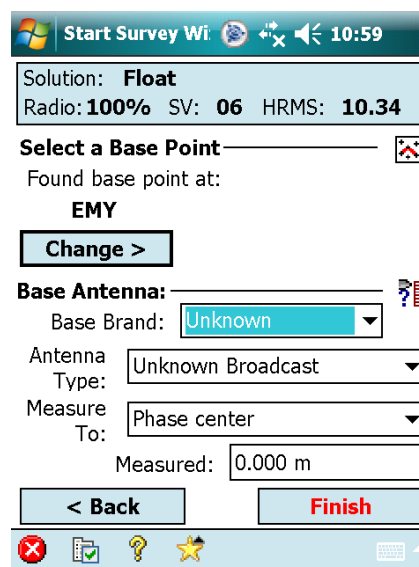 Start Survey Wi: 10:59
Solution: Float
Radio: 100% SV: 06 HRMS: 10.34
Select a Base Point
Found base point at:
EMY
Change >
Base Antenna:
Base Brand: Unknown
Antenna Type: Unknown Broadcast
Measure To: Phase center
Measured: 0.000 m
< Back Finish